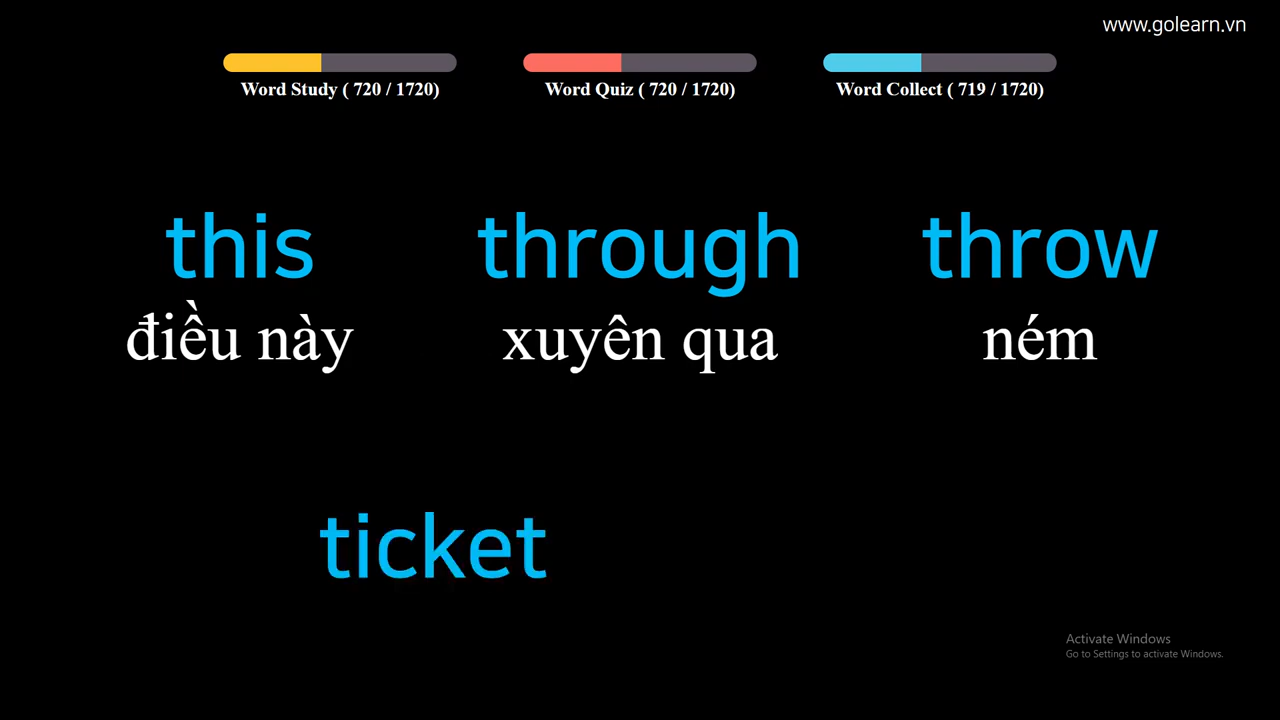 www.golearn.vn
Word Study ( 720 / 1720)
Word Quiz ( 720 / 1720)
Word Collect ( 719 / 1720)
this
through
throw
điều này
xuyên qua
ném
ticket
Activate Windows
Go to Settings to activate Windows.